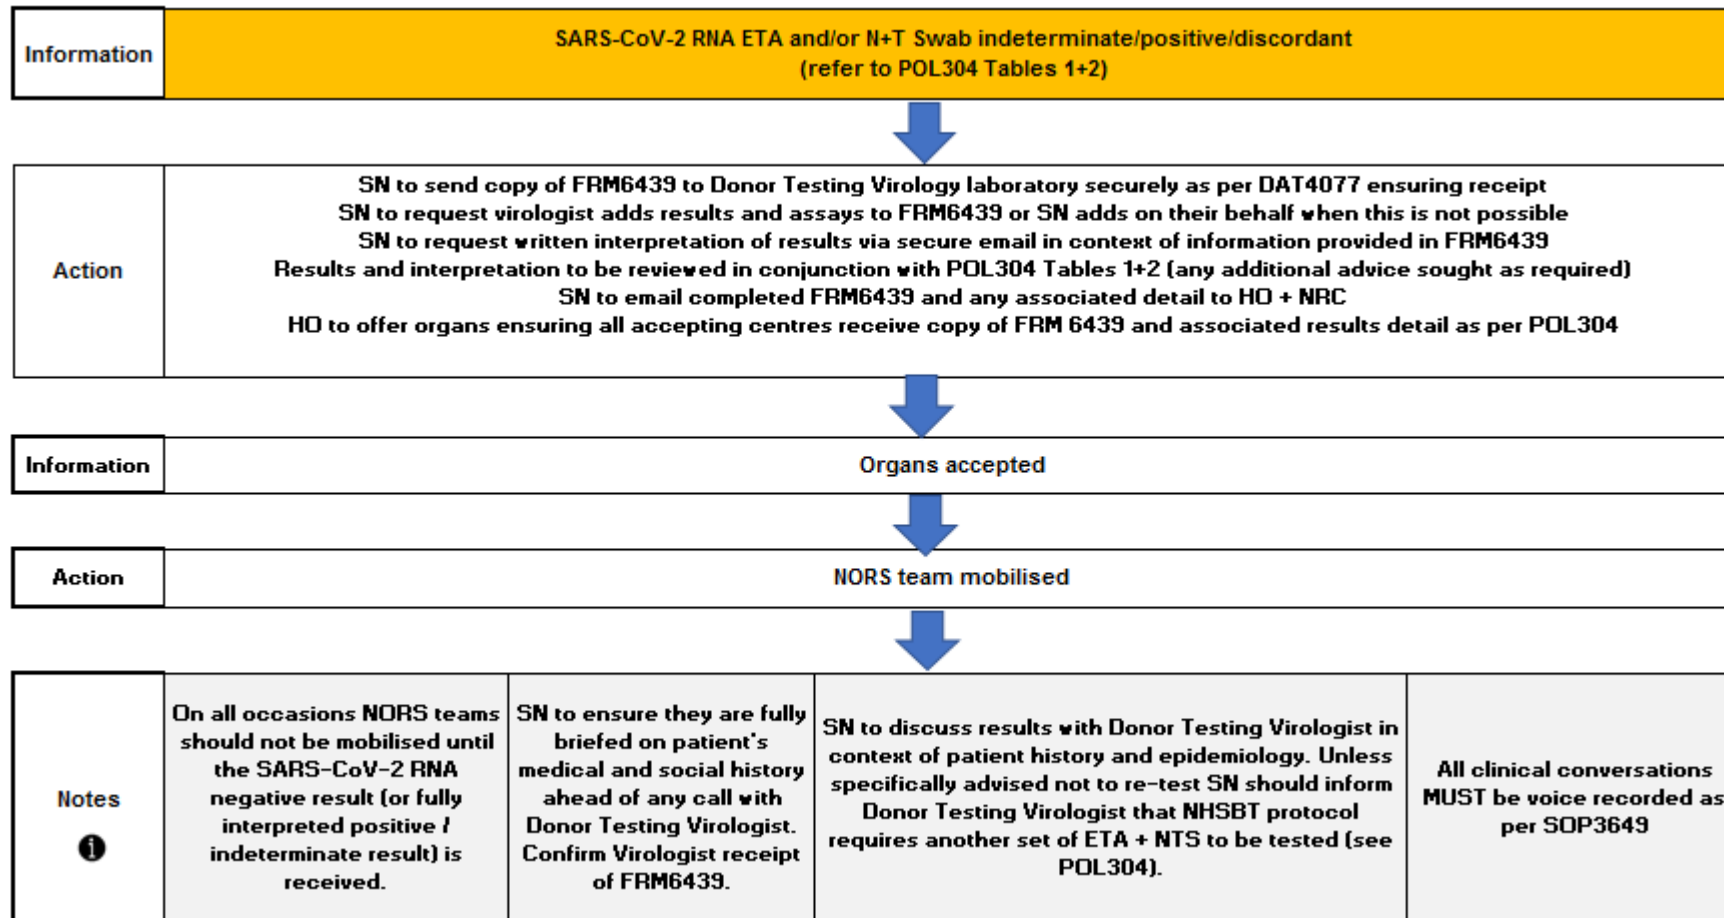 Information
SARS-CoV-2 RNA ETA and/or N+T Swab indeterminate/positive/discordant
(refer to POL304 Tables 1+2)
Action
SN to send copy of FRM6439 to Donor Testing Virology laboratory securely as per DAT4077 ensuring receipt
SN to request virologist adds results and assays to FRM6439 or SN adds on their behalf when this is not possible
SN to request written interpretation of results via secure email in context of information provided in FRM6439
Results and interpretation to be reviewed in conjunction with POL304 Tables 1+2 (any additional advice sought as required)
SN to email completed FRM6439 and any associated detail to HO + NRC
HO to offer organs ensuring all accepting centres receive copy of FRM 6439 and associated results detail as per POL304
Information
Organs accepted
Action
NORS team mobilised
Notes
On all occasions NORS teams
should not be mobilised until
the SARS-CoV-2 RNA
negative result (or fully
interpreted positive /
indeterminate result) is
received.
SN to ensure they are fully
briefed on patient's
medical and social history
ahead of any call with
Donor Testing Virologist.
Confirm Virologist receipt
of FRM6439.
SN to discuss results with Donor Testing Virologist in
context of patient history and epidemiology. Unless
specifically advised not to re-test SN should inform
Donor Testing Virologist that NHSBT protocol
requires another set of ETA + NTS to be tested (see
POL304).
All clinical conversations
MUST be voice recorded as
per SOP3649